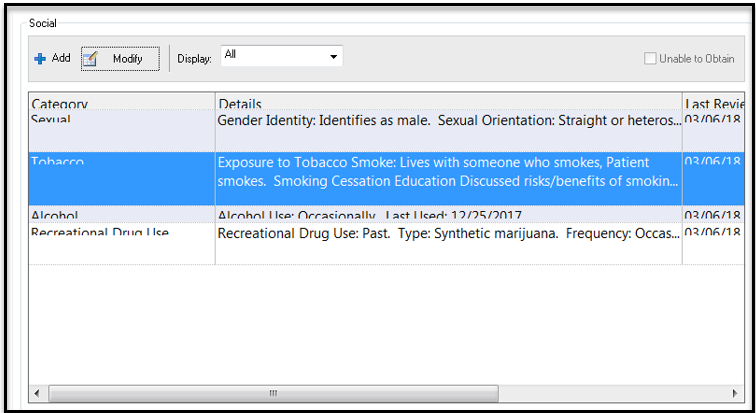 Social
Add Modify Display: All Unable to Obtain
Category Details Last Revie
Sexual Gender Identity: Identifies as male. Sexual Orientation: Straight or heteros... 03/06/18
Tobacco Exposure to Tobacco Smoke: Lives with someone who smokes, Patient 03/06/18
smokes. Smoking Cessation Education Discussed risks/benefits of smokin...
Alcohol Alcohol Use: Occasionally. Last Used: 12/25/2017 03/06/18
Recreational Drug Use Recreational Drug Use: Past. Type: Synthetic marijuana. Frequency: Occas... 03/06/18